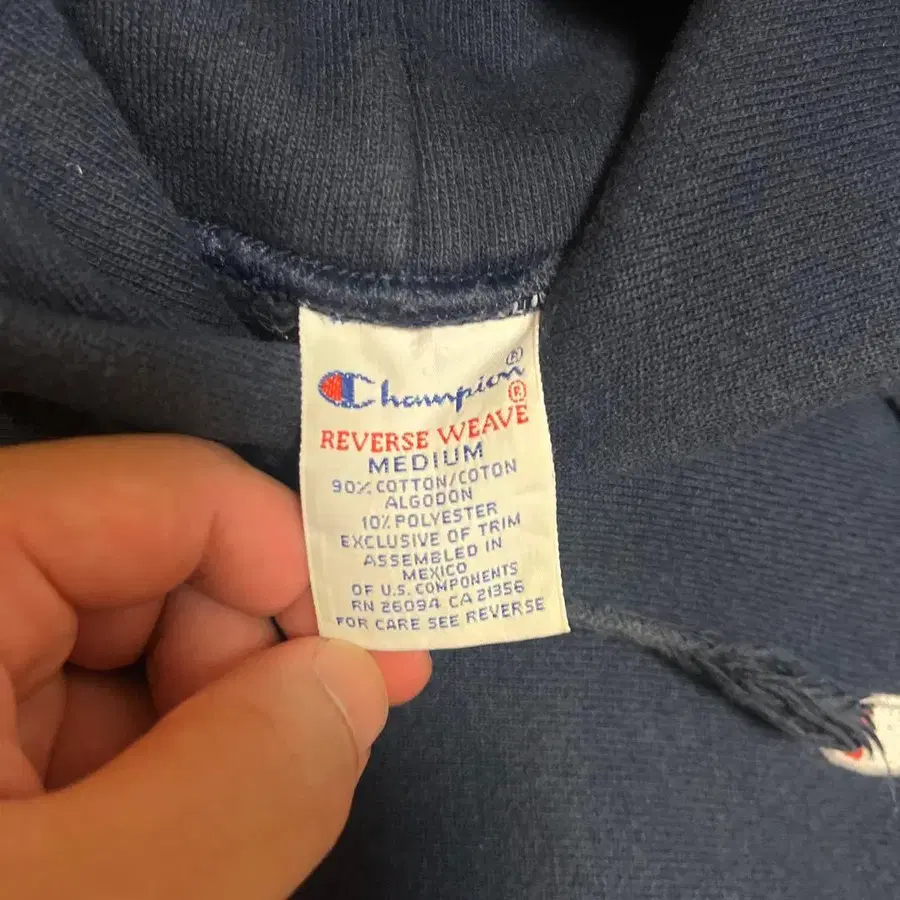 Champion®
REVERSE WEAVE®
MEDIUM
90% COTTON/COTON
ALGODON
10% POLYESTER
EXCLUSIVE OF TRIM
ASSEMBLED IN
MEXICO
OF U.S. COMPONENTS
RN 26094 CA 21356
FOR CARE SEE REVERSE